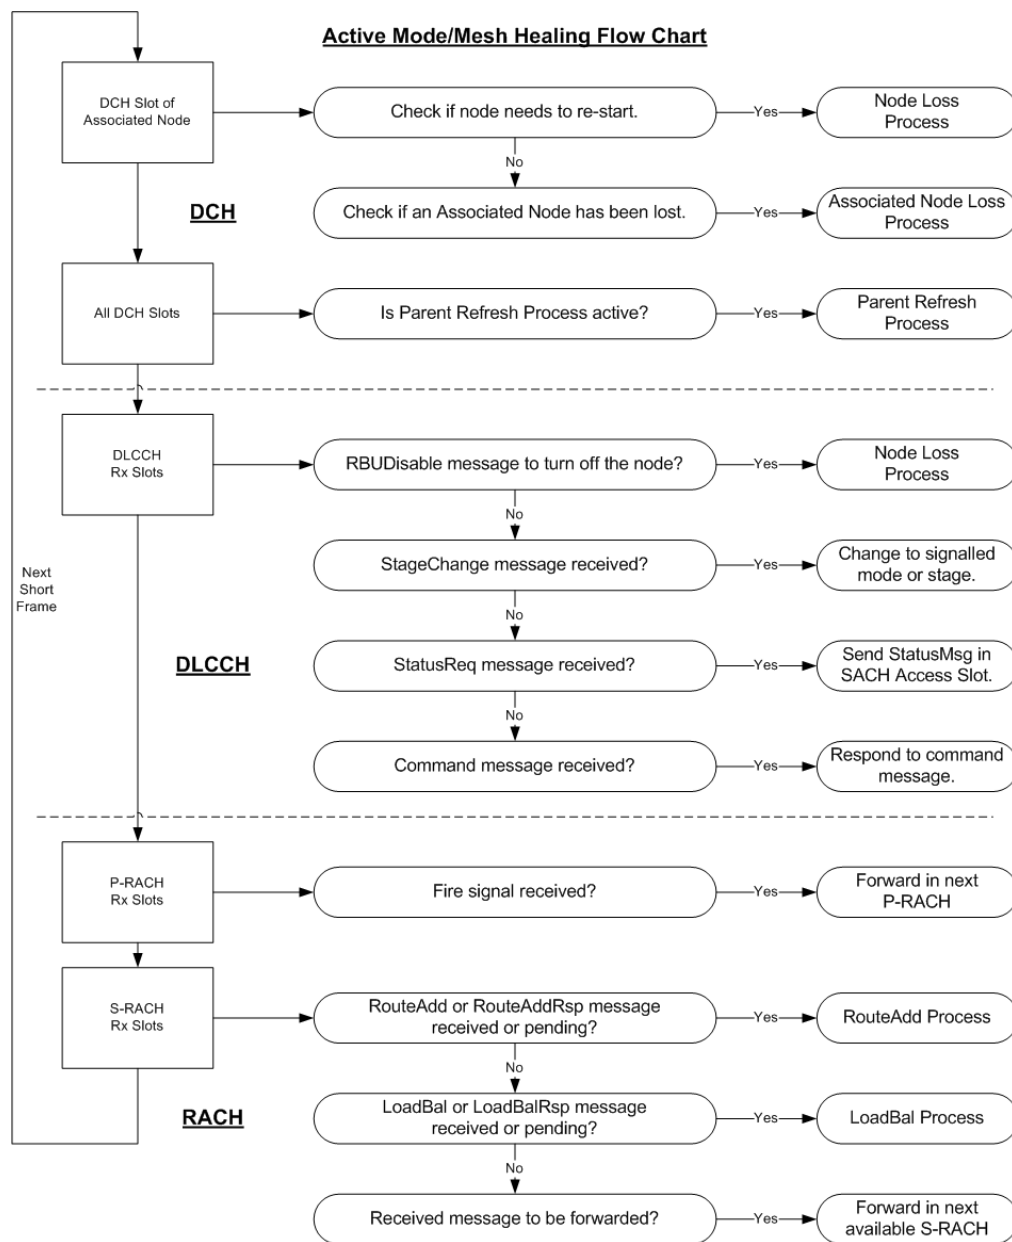 Active Mode/Mesh Healing Flow Chart
DCH Slot of
Associated Node
Check if node needs to re-start.
Yes
Node Loss
Process
No
DCH
Check if an Associated Node has been lost.
Yes
Associated Node Loss
Process
All DCH Slots
Is Parent Refresh Process active?
Yes
Parent Refresh
Process
DLCCH
Rx Slots
RBUDisable message to turn off the node?
Yes
Node Loss
Process
No
StageChange message received?
Yes
Change to signalled
mode or stage.
Next
Short
Frame
No
DLCCH
StatusReq message received?
Yes
Send StatusMsg in
SACH Access Slot.
No
Command message received?
Yes
Respond to command
message.
P-RACH
Rx Slots
Fire signal received?
Yes
Forward in next
P-RACH
S-RACH
Rx Slots
RouteAdd or RouteAddRsp message
received or pending?
Yes
RouteAdd Process
No
RACH
LoadBal or LoadBalRsp message
received or pending?
Yes
LoadBal Process
No
Received message to be forwarded?
Yes
Forward in next
available S-RACH